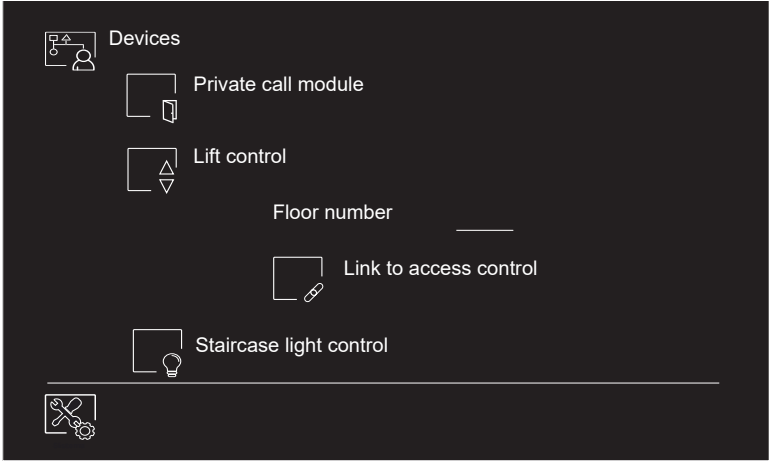 Devices
Private call module
Lift control
Floor number
Link to access control
Staircase light control